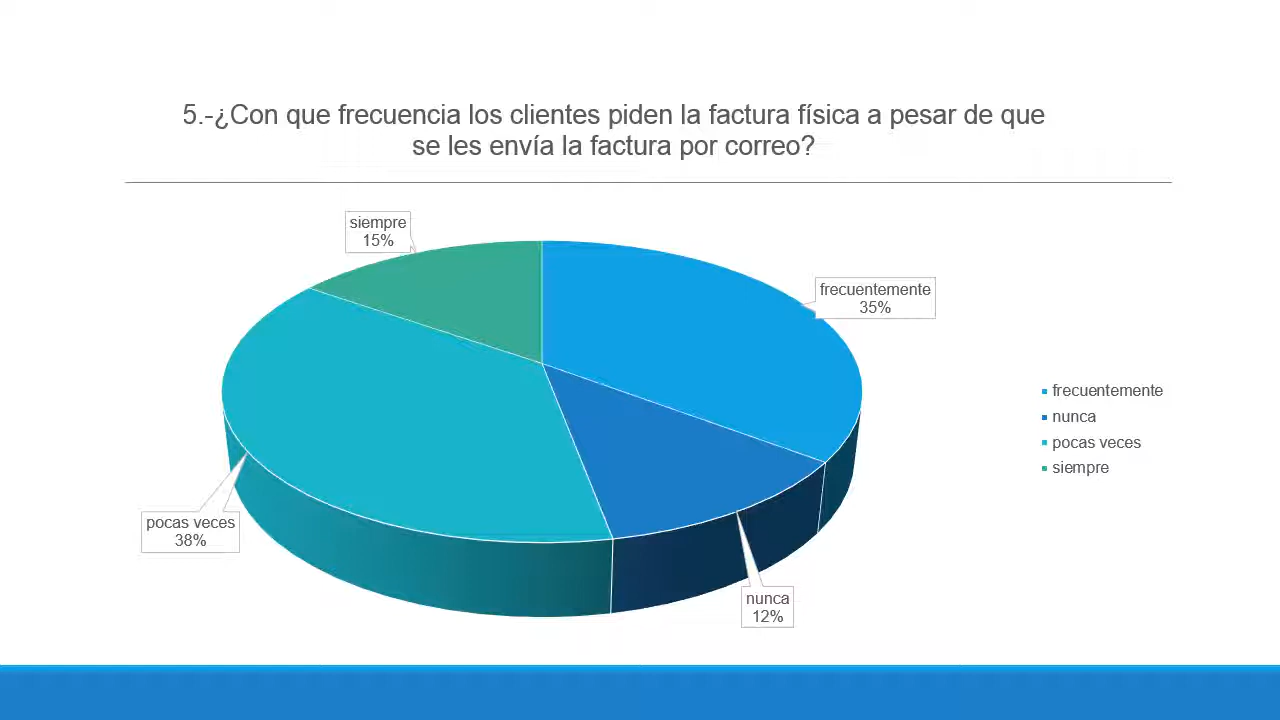 5.-¿Con que frecuencia los clientes piden la factura física a pesar de que
se les envía la factura por correo?
siempre
15%
frecuentemente
35%
frecuentemente
nunca
pocas veces
siempre
pocas veces
38%
nunca
12%